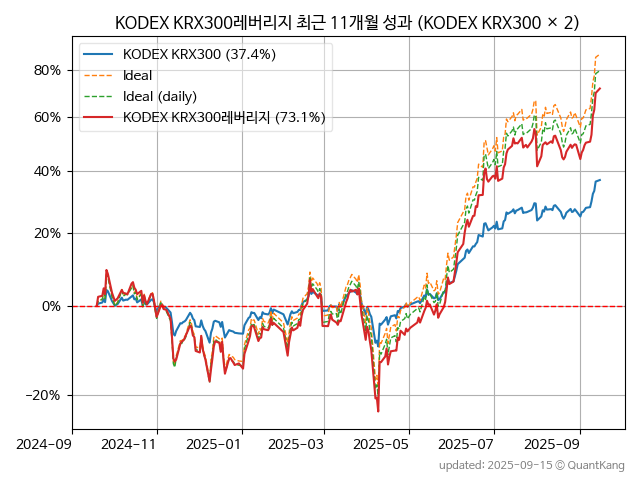 KODEX KRX300레버리지 최근 11개월 성과 (KODEX KRX300 × 2)
KODEX KRX300 (37.4%)
Ideal
Ideal (daily)
KODEX KRX300레버리지 (73.1%)
80%
60%
40%
20%
0%
−20%
2024-09
2024-11
2025-01
2025-03
2025-05
2025-07
2025-09
updated: 2025-09-15 © QuantKang